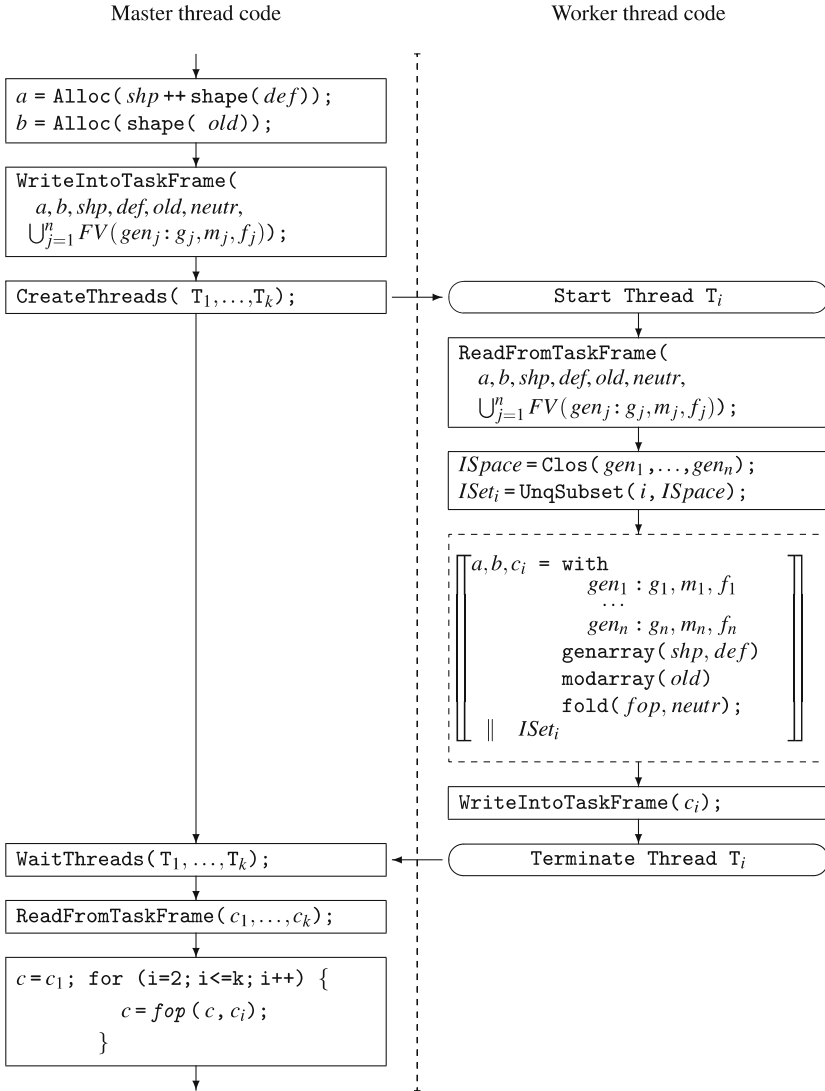 Master thread code
a = Alloc( shp ++ shape( def));
b = Alloc( shape( old));
WriteIntoTaskFrame(
a, b, shp, def, old, neutr,
⋃ⁿⱼ₌₁ FV(genⱼ : gⱼ, mⱼ, fⱼ));
CreateThreads( T₁,…,Tₖ);
WaitThreads( T₁,…,Tₖ);
ReadFromTaskFrame( c₁,…,cₖ);
c = c₁; for (i=2; i<=k; i++) {
c = fop ( c, cᵢ);
}
Worker thread code
Start Thread Tᵢ
ReadFromTaskFrame(
a, b, shp, def, old, neutr,
⋃ⁿⱼ₌₁ FV(genⱼ : gⱼ, mⱼ, fⱼ));
ISpace = Clos( gen₁,…,genₙ);
ISetᵢ = UnqSubset( i, ISpace);
a, b, cᵢ = with
gen₁ : g₁, m₁, f₁
…
genₙ : gₙ, mₙ, fₙ
genarray( shp, def)
modarray( old)
fold( fop, neutr);
∥ ISetᵢ
WriteIntoTaskFrame( cᵢ);
Terminate Thread Tᵢ